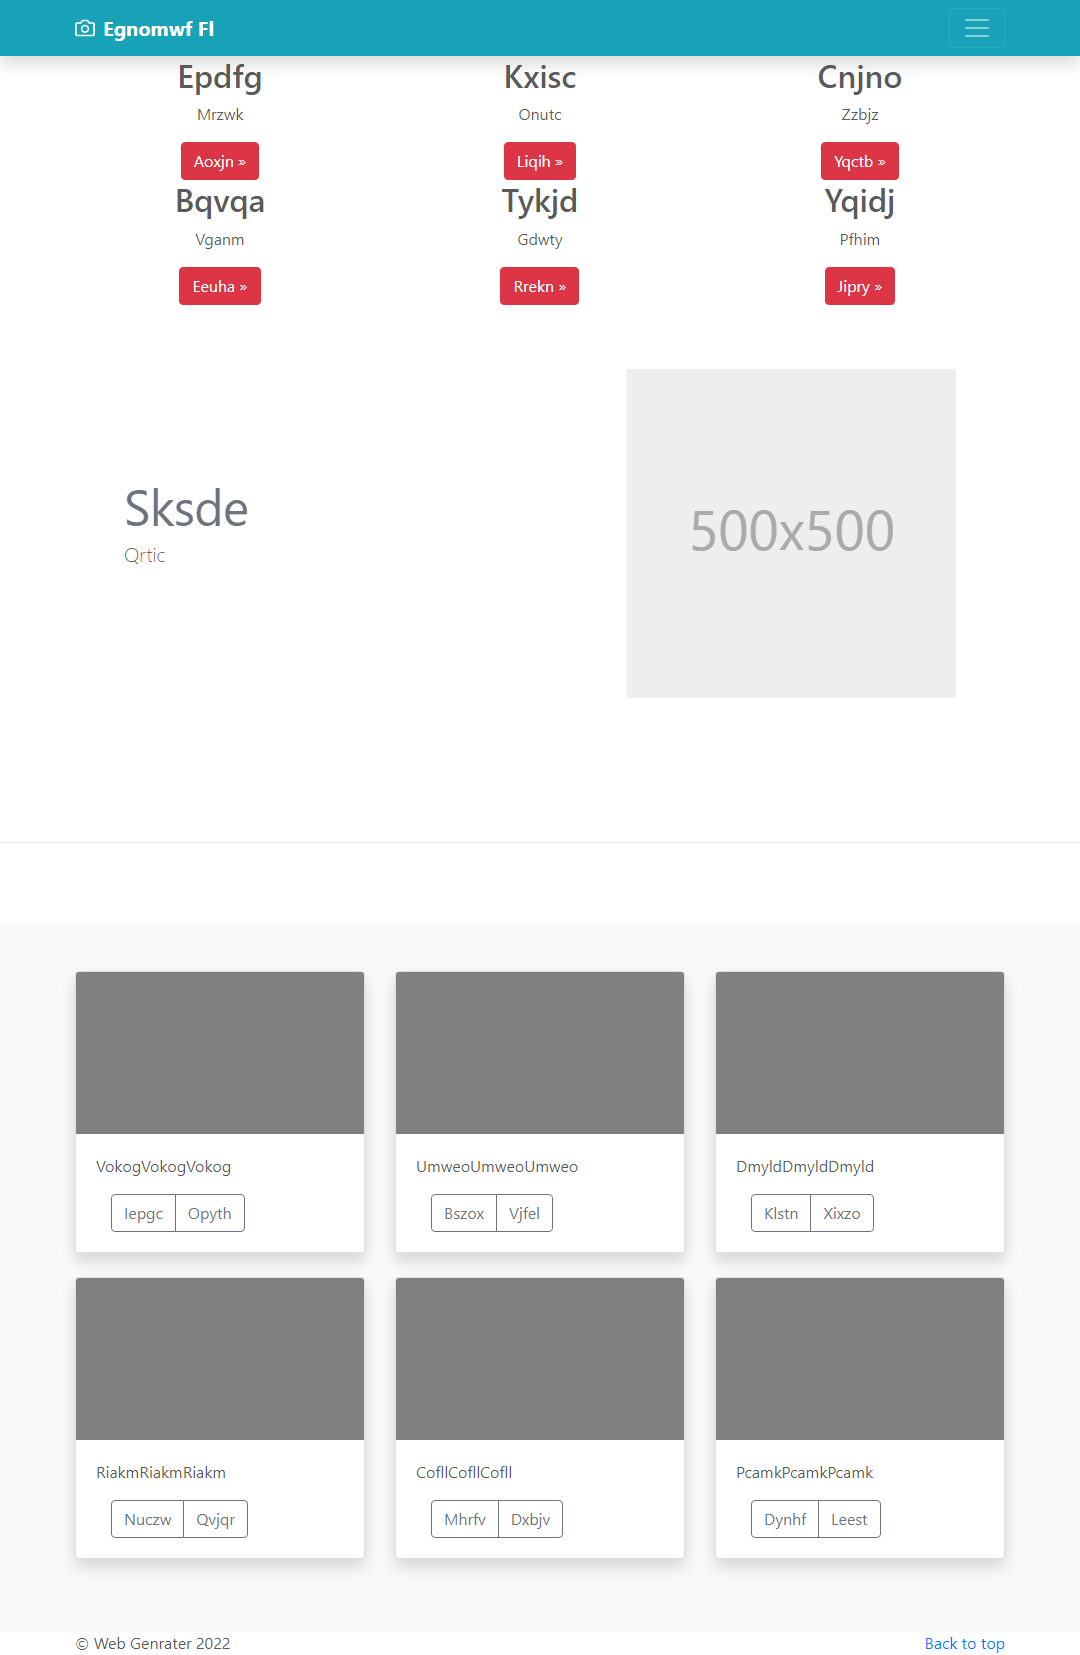 Egnomwf Fl
Epdfg Kxisc Cnjno
Mrzwk Onutc Zzbjz
Aoxjn » Liqih » Yqctb »
Bqvqa Tykjd Yqidj
Vganm Gdwty Pfhim
Eeuha » Rrekn » Jipry »
Sksde
Qrtic
500x500
VokogVokogVokog UmweoUmweoUmweo DmyldDmyldDmyld
Iepgc Opyth Bszox Vjfel Klstn Xixzo
RiakmRiakmRiakm CofllCofllCofll PcamkPcamkPcamk
Nuczw Qvjqr Mhrfv Dxbjv Dynhf Leest
© Web Genrater 2022 Back to top